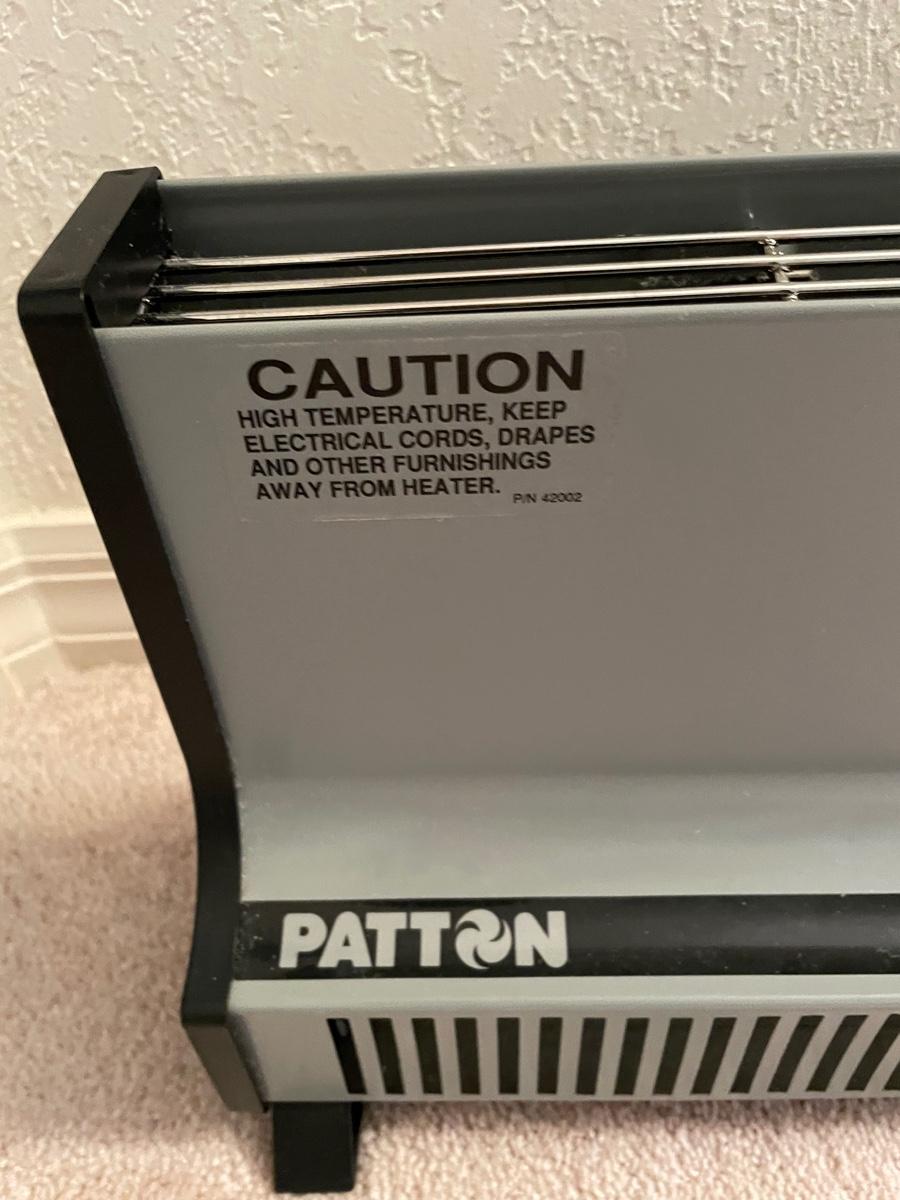 CAUTION
HIGH TEMPERATURE, KEEP
ELECTRICAL CORDS, DRAPES
AND OTHER FURNISHINGS
AWAY FROM HEATER. P/N 42002
PATTON